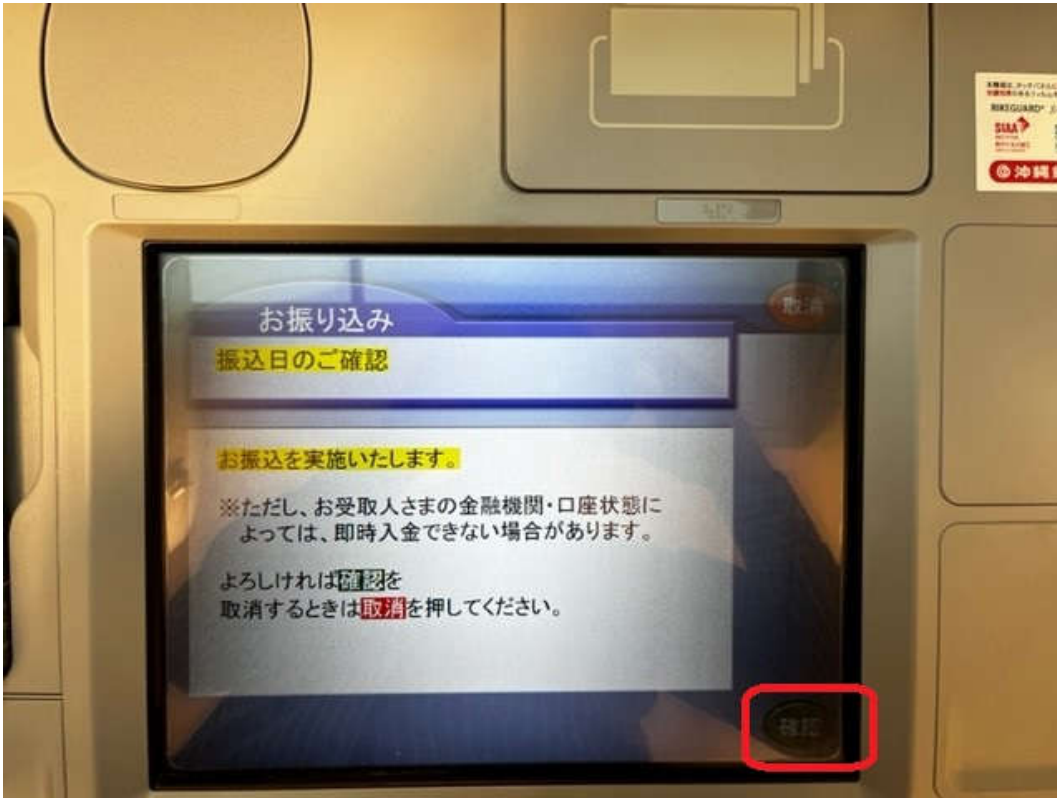 SIAA
沖縄
お振り込み
取消
振込日のご確認
お振込を実施いたします。
※ただし、お受取人さまの金融機関・口座状態に
よっては、即時入金できない場合があります。
よろしければ確認を
取消するときは取消を押してください。
確認